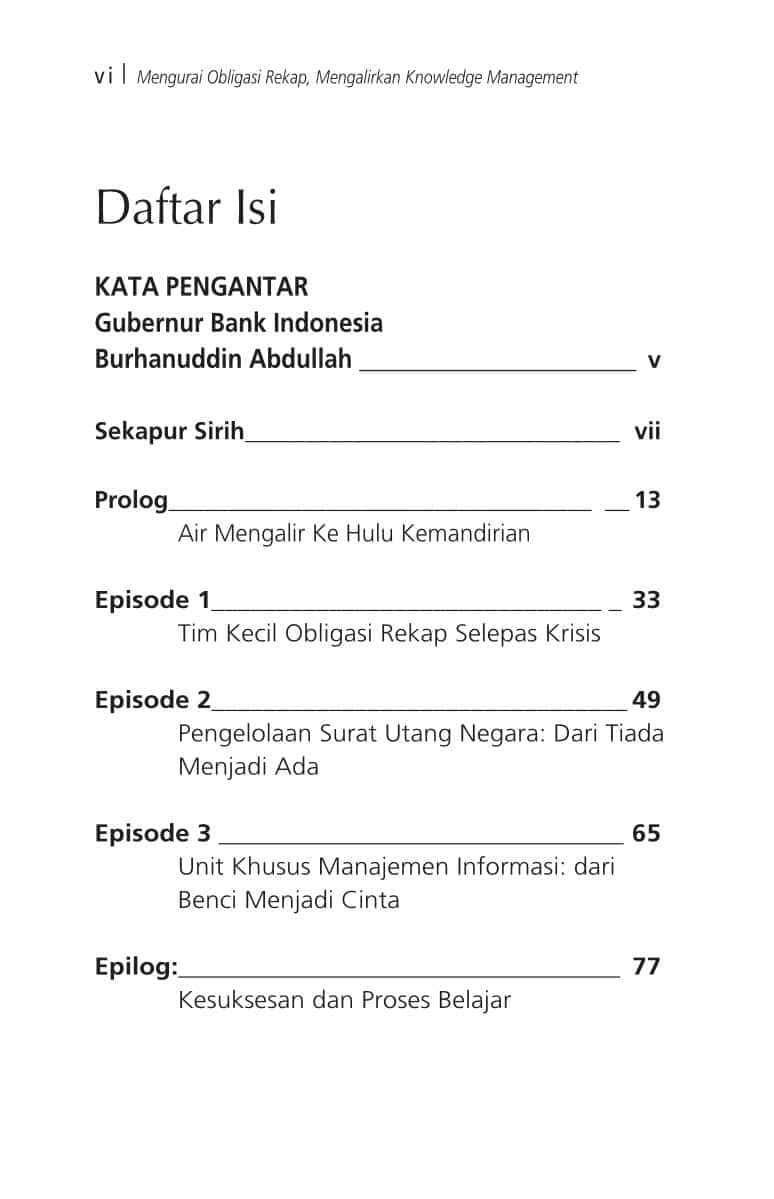 vi | Mengurai Obligasi Rekap, Mengalirkan Knowledge Management
Daftar Isi
KATA PENGANTAR
Gubernur Bank Indonesia
Burhanuddin Abdullah ______________________ v
Sekapur Sirih______________________________ vii
Prolog__________________________________ __ 13
Air Mengalir Ke Hulu Kemandirian
Episode 1_______________________________ _ 33
Tim Kecil Obligasi Rekap Selepas Krisis
Episode 2_________________________________ 49
Pengelolaan Surat Utang Negara: Dari Tiada
Menjadi Ada
Episode 3 ________________________________ 65
Unit Khusus Manajemen Informasi: dari
Benci Menjadi Cinta
Epilog:___________________________________ 77
Kesuksesan dan Proses Belajar